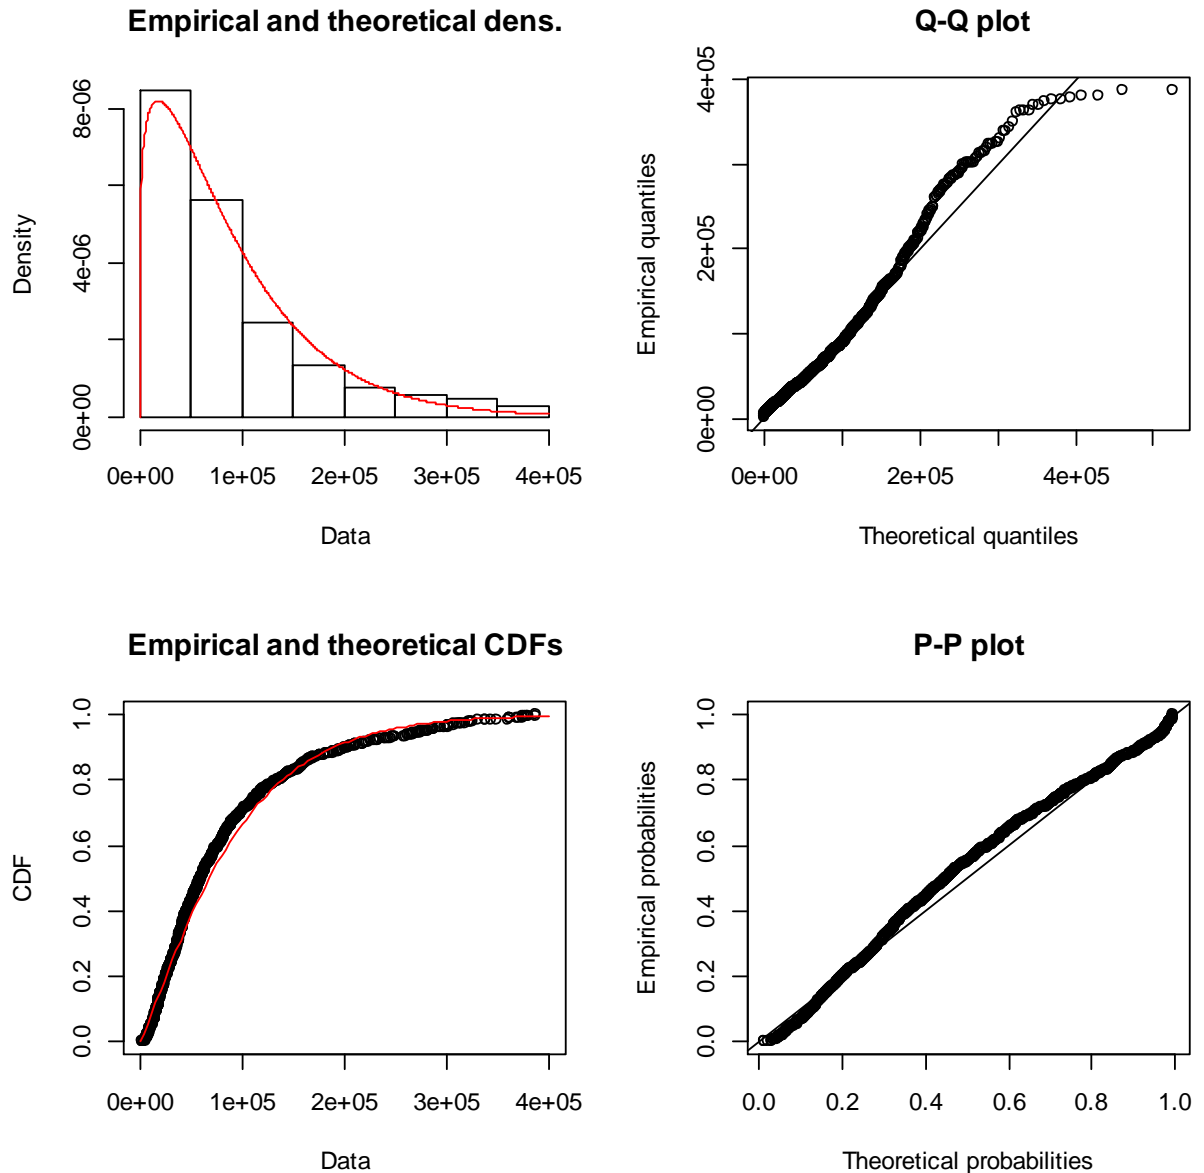 Empirical and theoretical dens.
Density
0e+00
4e-06
8e-06
0e+00 1e+05 2e+05 3e+05 4e+05
Data
Q-Q plot
Empirical quantiles
0e+00
2e+05
4e+05
0e+00 2e+05 4e+05
Theoretical quantiles
Empirical and theoretical CDFs
CDF
0.0
0.2
0.4
0.6
0.8
1.0
0e+00 1e+05 2e+05 3e+05 4e+05
Data
P-P plot
Empirical probabilities
0.0
0.2
0.4
0.6
0.8
1.0
0.0 0.2 0.4 0.6 0.8 1.0
Theoretical probabilities